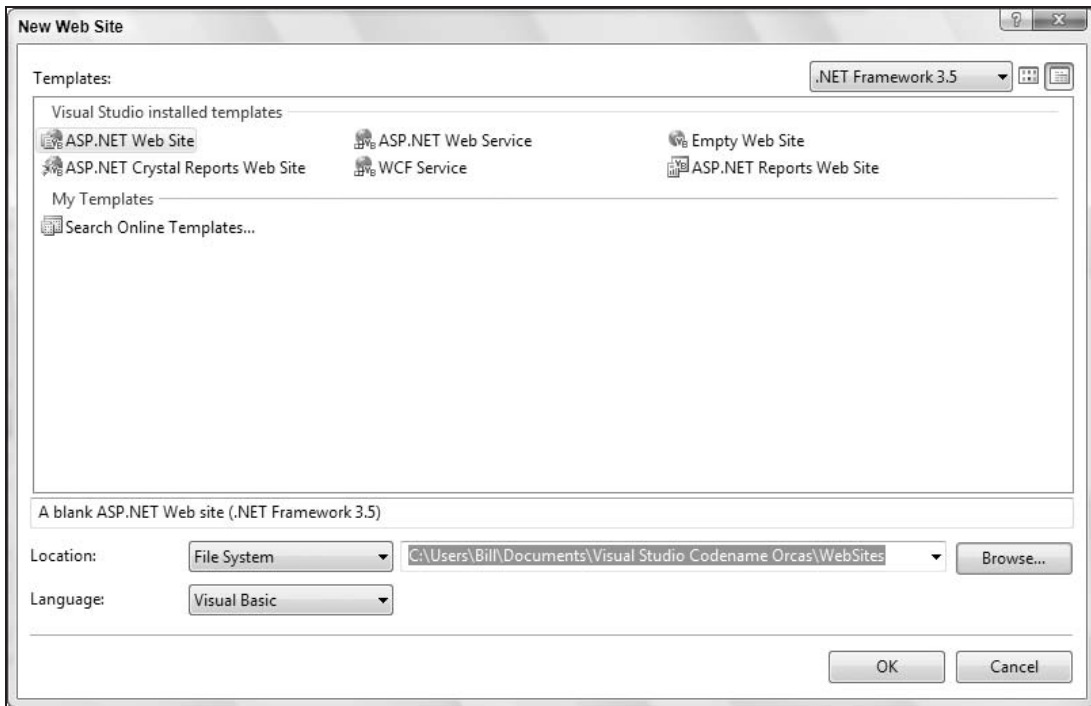 New Web Site
Templates:
.NET Framework 3.5
Visual Studio installed templates
ASP.NET Web Site
ASP.NET Web Service
Empty Web Site
ASP.NET Crystal Reports Web Site
WCF Service
ASP.NET Reports Web Site
My Templates
Search Online Templates...
A blank ASP.NET Web site (.NET Framework 3.5)
Location:
File System
C:\Users\Bill\Documents\Visual Studio Codename Orcas\WebSites
Browse...
Language:
Visual Basic
OK
Cancel